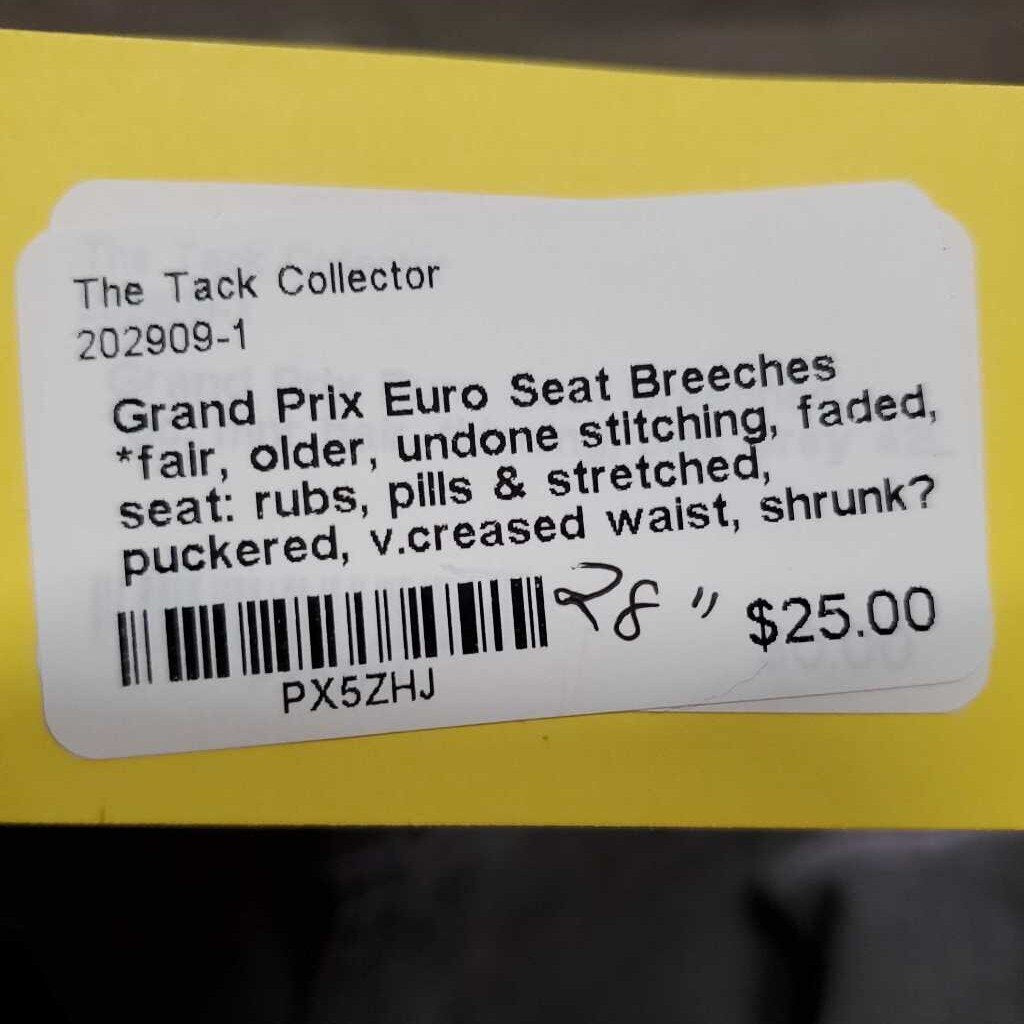 The Tack Collector
202909-1
Grand Prix Euro Seat Breeches
*fair, older, undone stitching, faded,
seat: rubs, pills & stretched,
puckered, v.creased waist, shrunk?
28" $25.00
PX5ZHJ